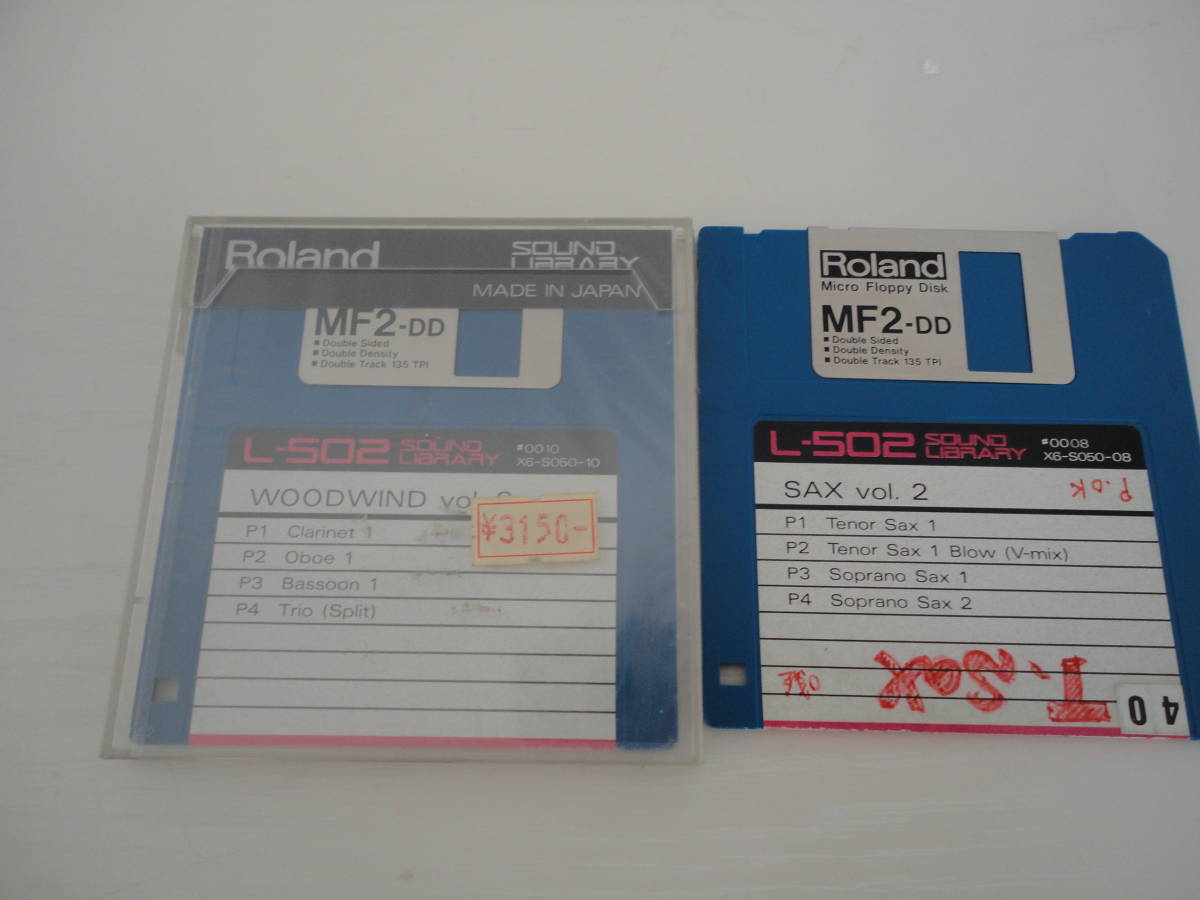 Roland
SOUND
LIBRARY
MADE IN JAPAN
MF2-DD
■ Double Sided
■ Double Density
■ Double Track 135 TPI
L-502 SOUND LIBRARY
#0010
X6-S050-10
WOODWIND vol.
¥3150-
P1 Clarinet 1
P2 Oboe 1
P3 Bassoon 1
P4 Trio (Split)
Roland
Micro Floppy Disk
MF2-DD
■ Double Sided
■ Double Density
■ Double Track 135 TPI
L-502 SOUND LIBRARY
#0008
X6-S050-08
SAX vol. 2
P.OK
P1 Tenor Sax 1
P2 Tenor Sax 1 Blow (V-mix)
P3 Soprano Sax 1
P4 Soprano Sax 2
T.Sax
40